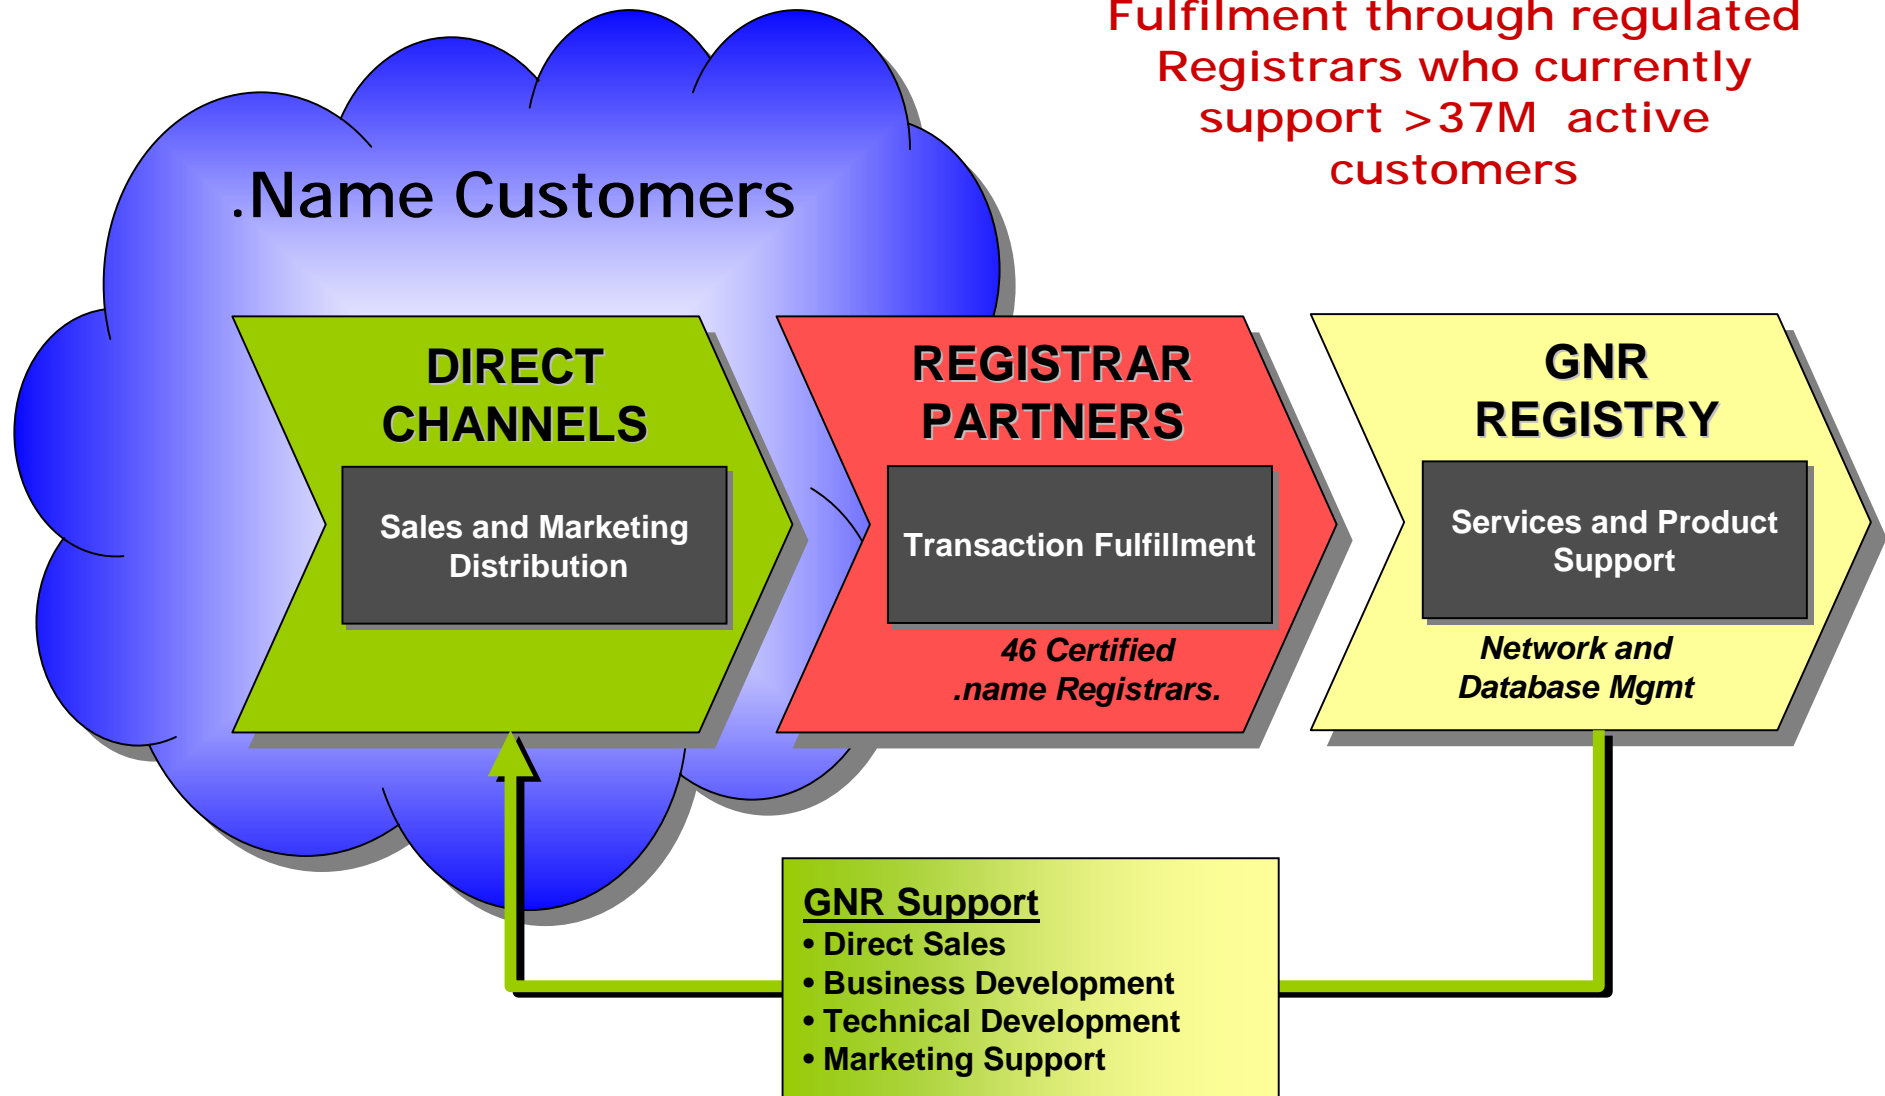 Fulfilment through regulated
Registrars who currently
support >37M active
customers
.Name Customers
DIRECT
CHANNELS
Sales and Marketing
Distribution
REGISTRAR
PARTNERS
Transaction Fulfillment
46 Certified
.name Registrars.
GNR
REGISTRY
Services and Product
Support
Network and
Database Mgmt
GNR Support
• Direct Sales
• Business Development
• Technical Development
• Marketing Support